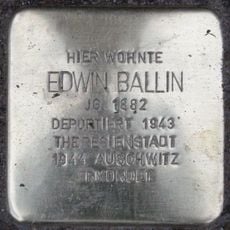 HIER WOHNTE
EDWIN BALLIN
JG. 1882
DEPORTIERT 1943
THERESIENSTADT
1944 AUSCHWITZ
ERMORDET